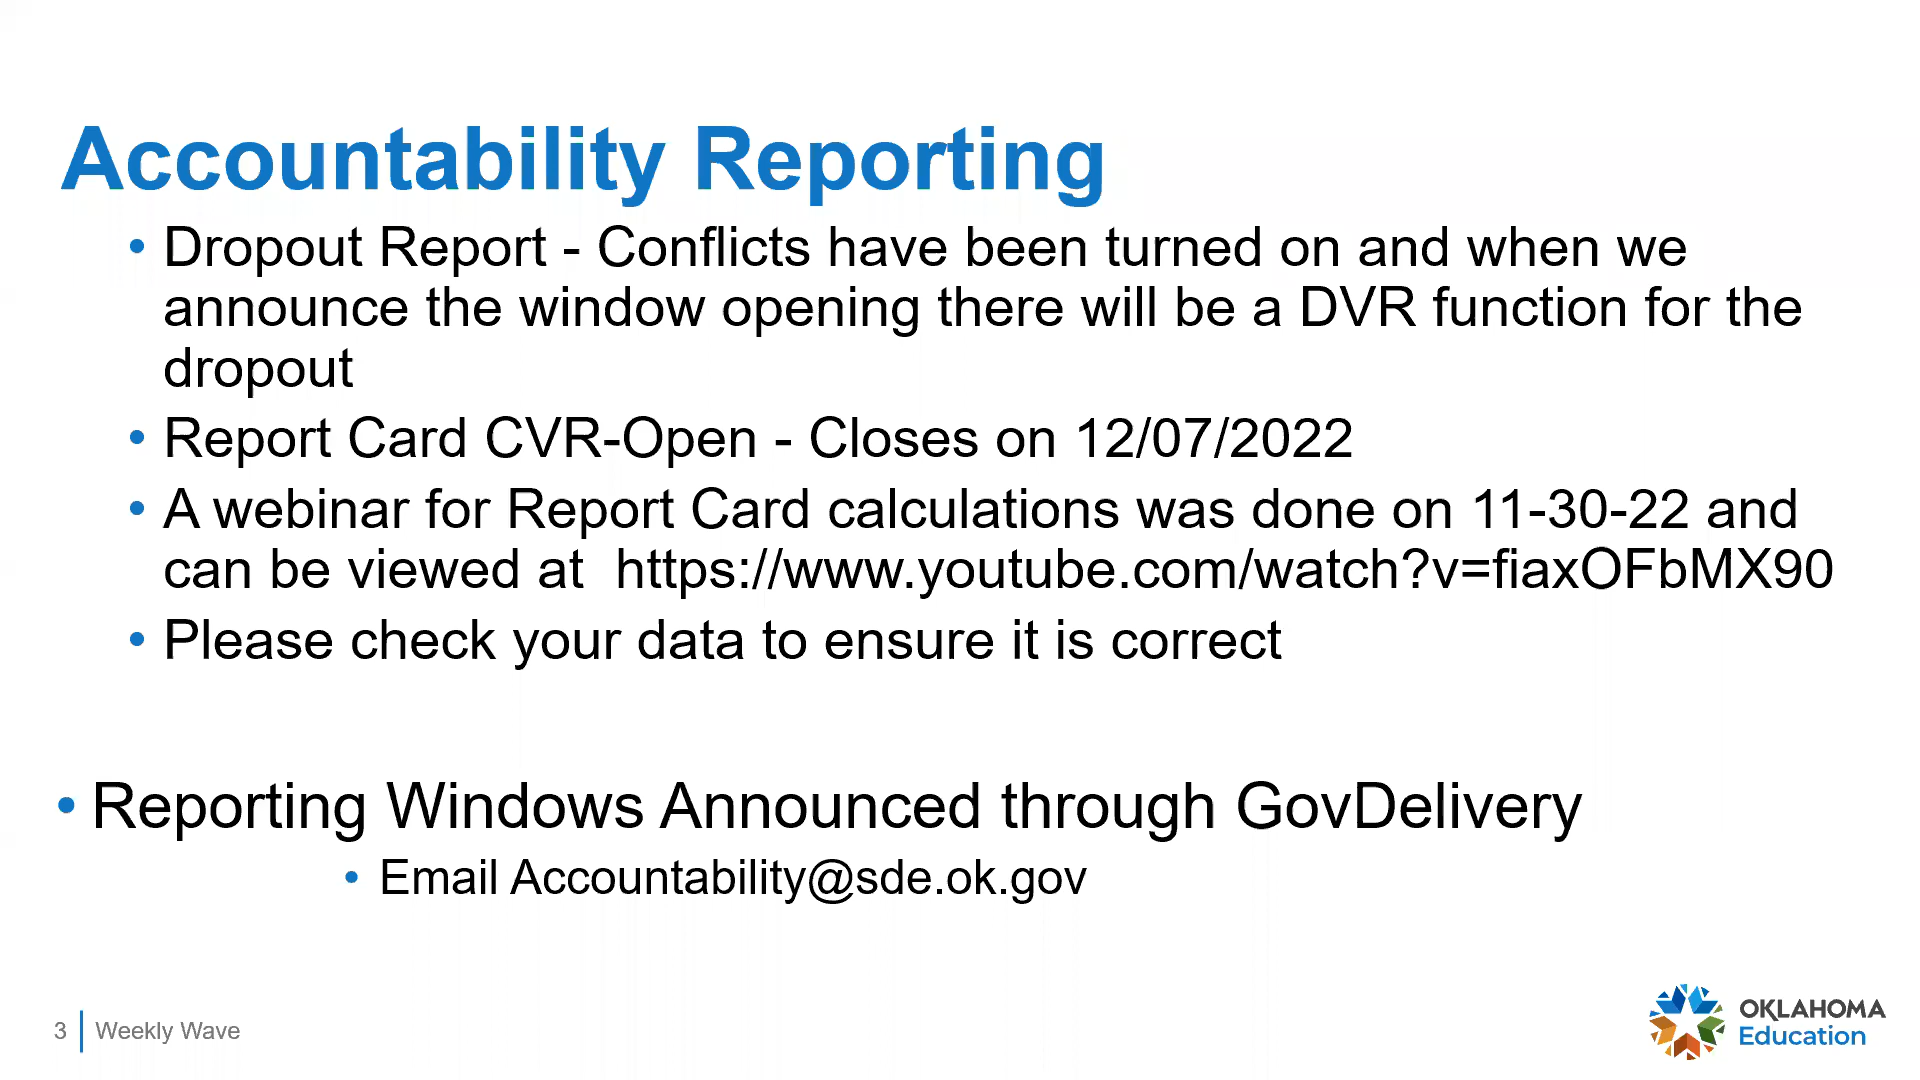 Accountability Reporting
• Dropout Report - Conflicts have been turned on and when we
announce the window opening there will be a DVR function for the
dropout
• Report Card CVR-Open - Closes on 12/07/2022
• A webinar for Report Card calculations was done on 11-30-22 and
can be viewed at  https://www.youtube.com/watch?v=fiaxOFbMX90
• Please check your data to ensure it is correct
• Reporting Windows Announced through GovDelivery
• Email Accountability@sde.ok.gov
3 Weekly Wave
OKLAHOMA
Education